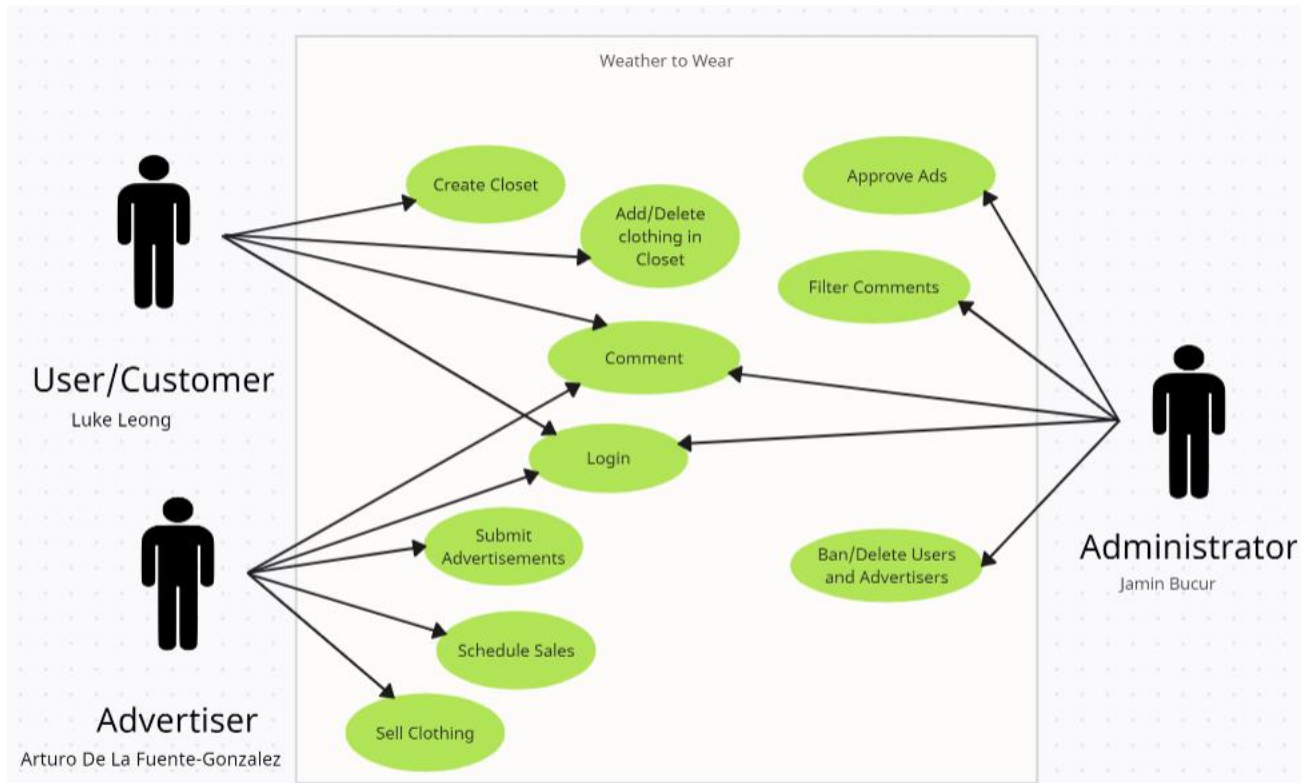 Weather to Wear
Create Closet
Add/Delete
clothing in
Closet
Approve Ads
Filter Comments
Comment
Login
Submit
Advertisements
Schedule Sales
Sell Clothing
Ban/Delete Users
and Advertisers
User/Customer
Luke Leong
Advertiser
Arturo De La Fuente-Gonzalez
Administrator
Jamin Bucur